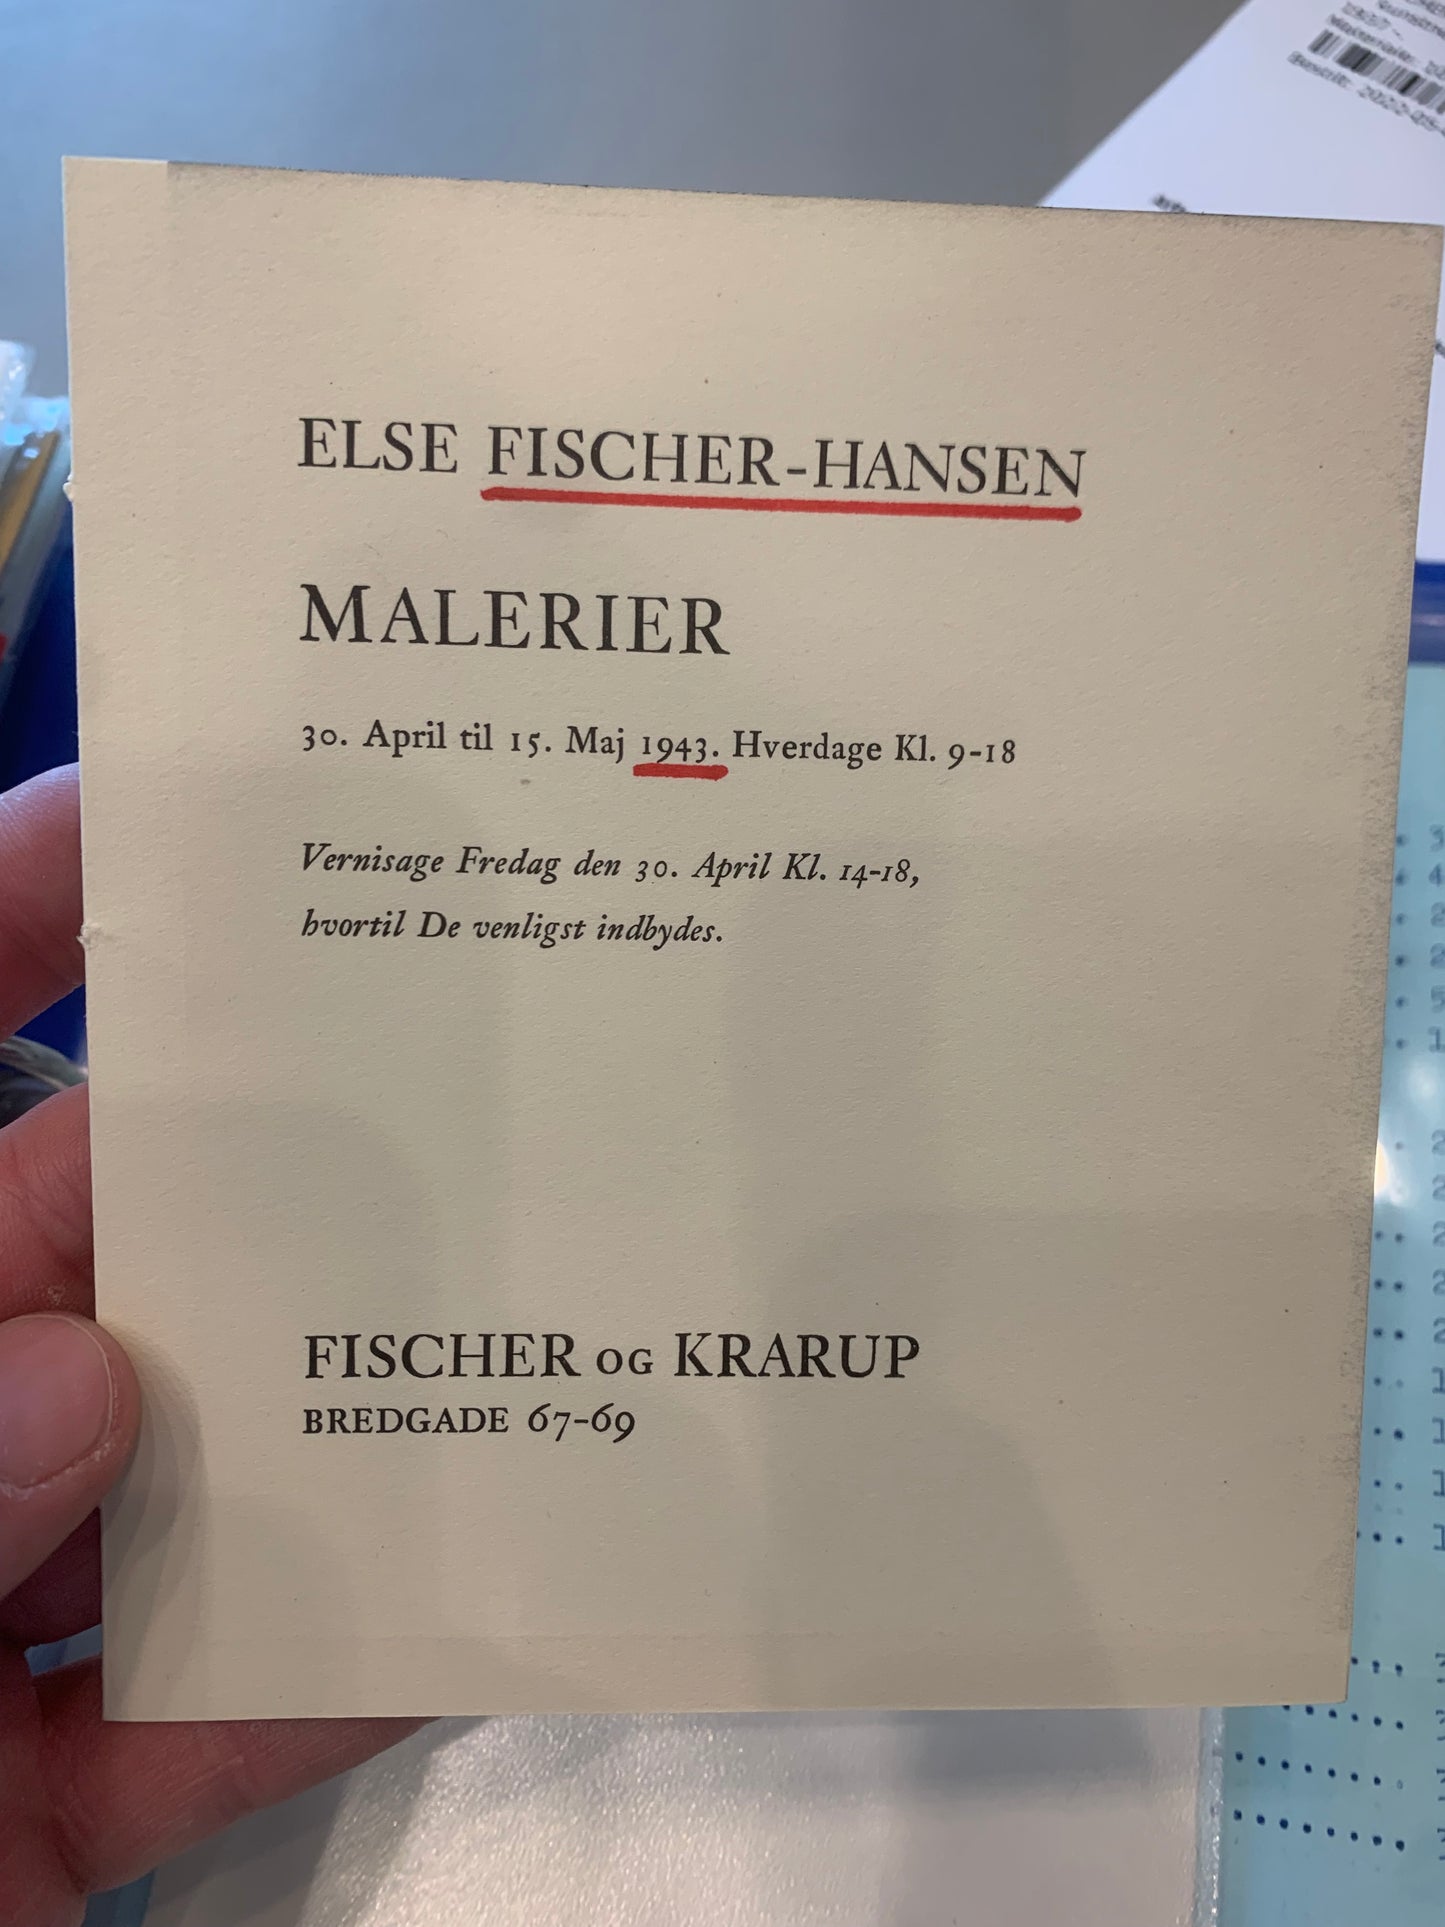 ELSE FISCHER-HANSEN
MALERIER
30. April til 15. Maj 1943. Hverdage Kl. 9-18
Vernisage Fredag den 30. April Kl. 14-18,
hvortil De venligst indbydes.
FISCHER OG KRARUP
BREDGADE 67-69